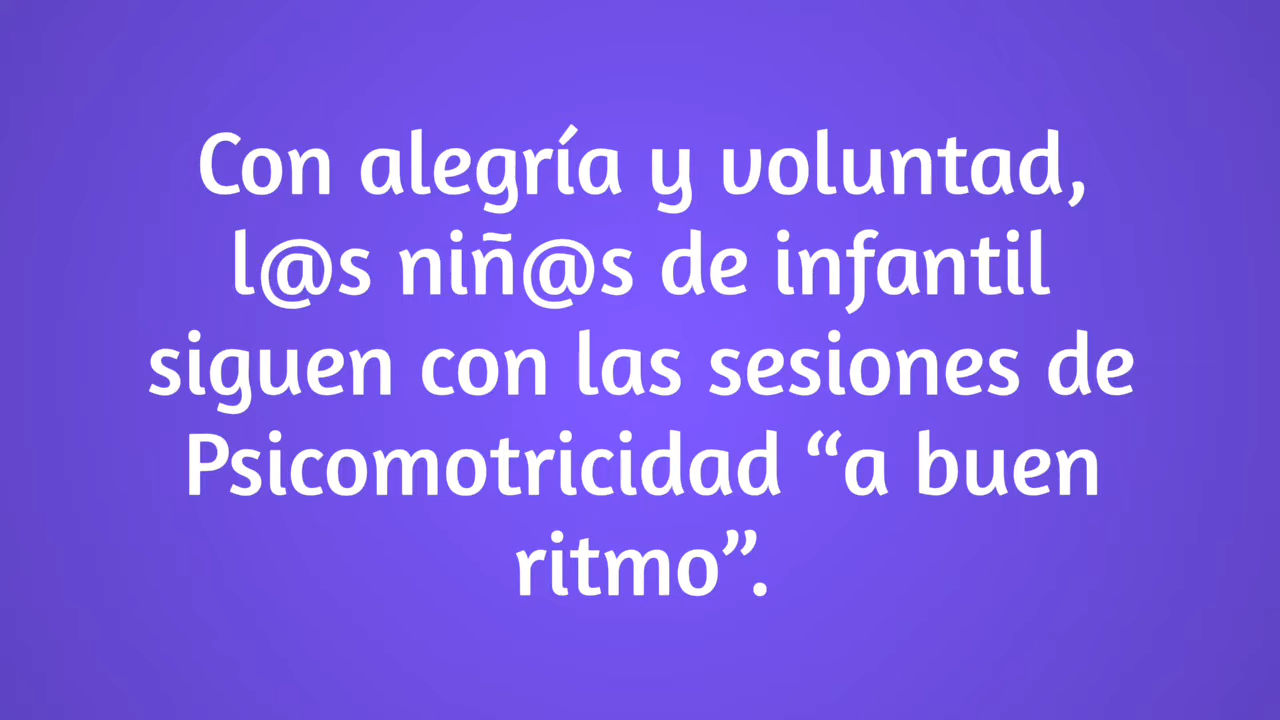 Con alegría y voluntad,
l@s niñ@s de infantil
siguen con las sesiones de
Psicomotricidad “a buen
ritmo”.